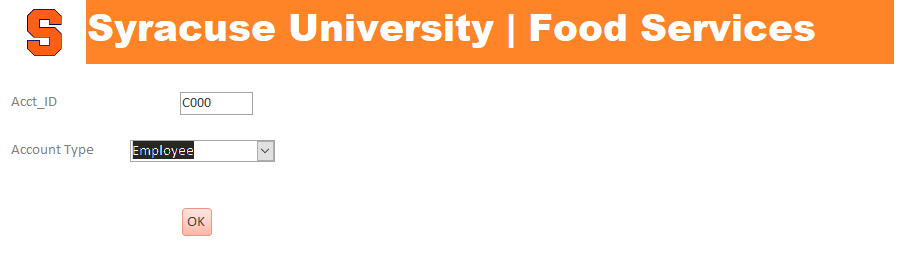 S Syracuse University | Food Services
Acct_ID C000
Account Type Employee
OK